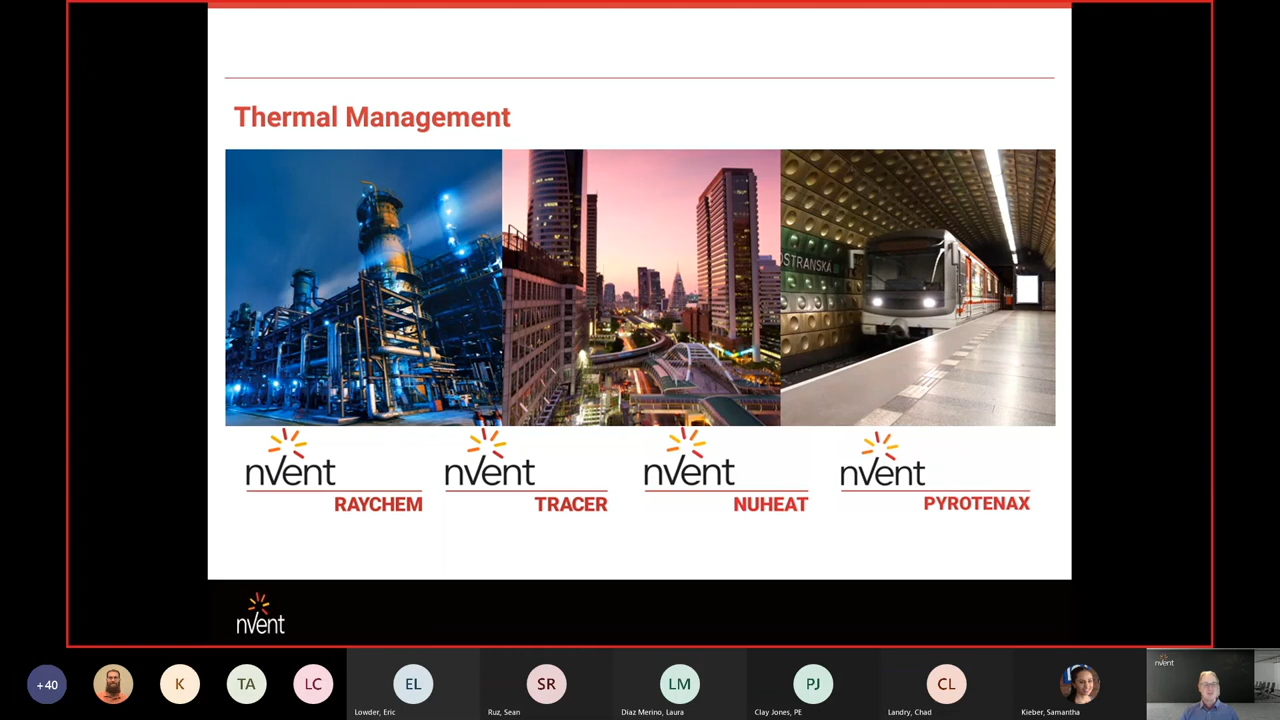 Thermal Management
OSTRANSKÁ
nvent
RAYCHEM
nvent
TRACER
nvent
NUHEAT
nvent
PYROTENAX
nvent
+40
K
TA
LC
EL
Lowder, Eric
SR
Ruz, Sean
LM
Diaz Merino, Laura
PJ
Clay Jones, PE
CL
Landry, Chad
Kieber, Samantha
nvent